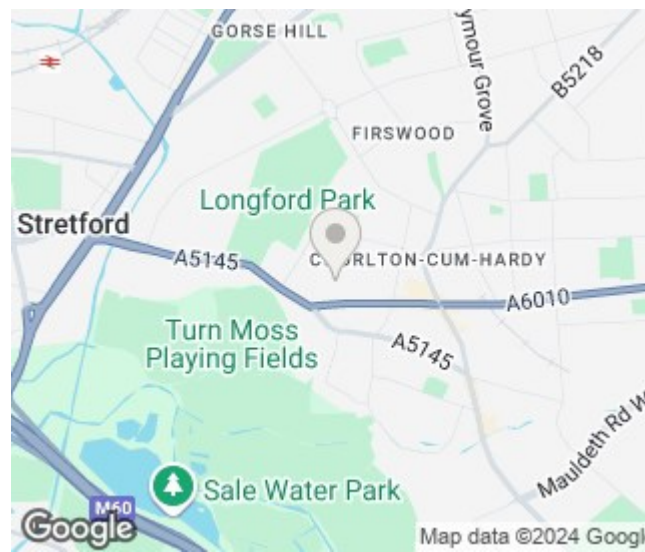 GORSE HILL
ymour Grove
B5218
FIRSWOOD
Longford Park
Stretford
A5145
C ORLTON-CUM-HARDY
A6010
Turn Moss
Playing Fields
A5145
Mauldeth Rd W
Sale Water Park
M60
Google
Map data ©2024 Googl